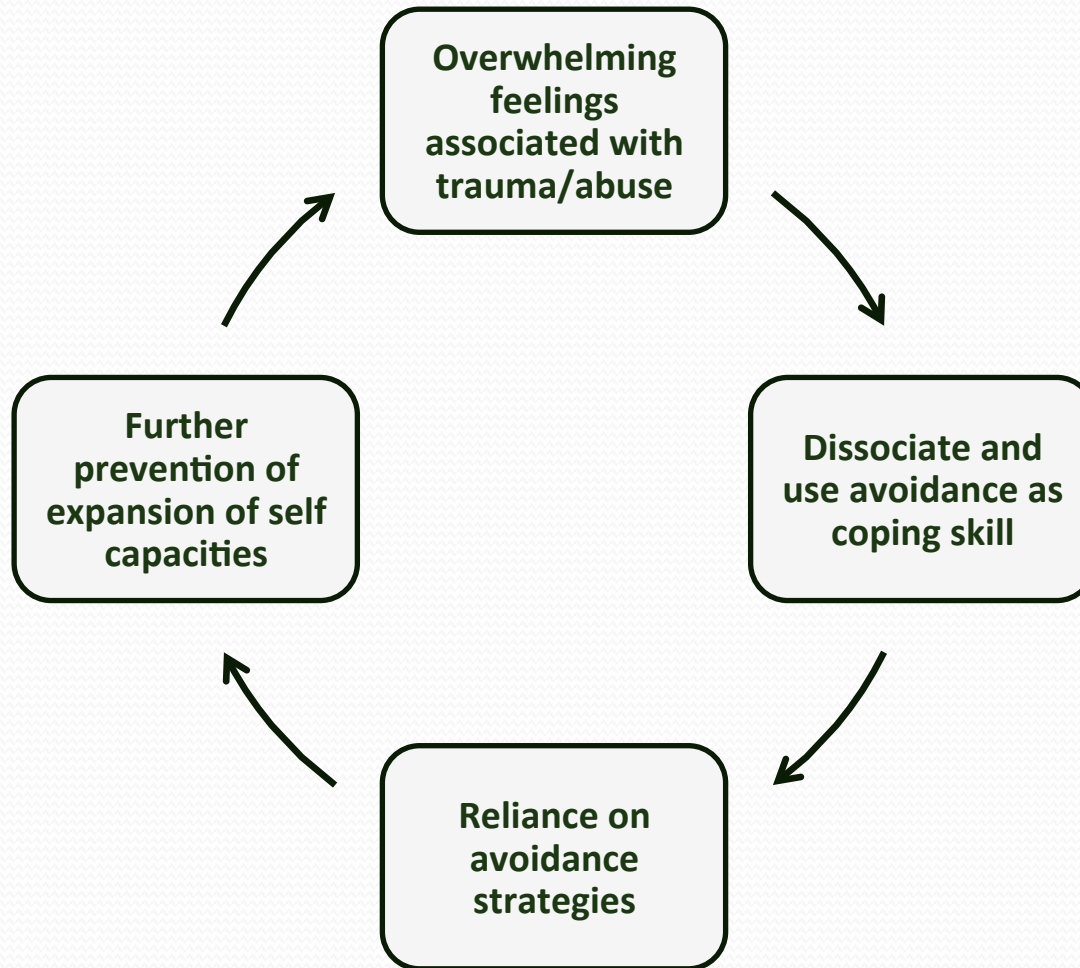 Overwhelming
feelings
associated with
trauma/abuse
Further
prevention of
expansion of self
capacities
Dissociate and
use avoidance as
coping skill
Reliance on
avoidance
strategies